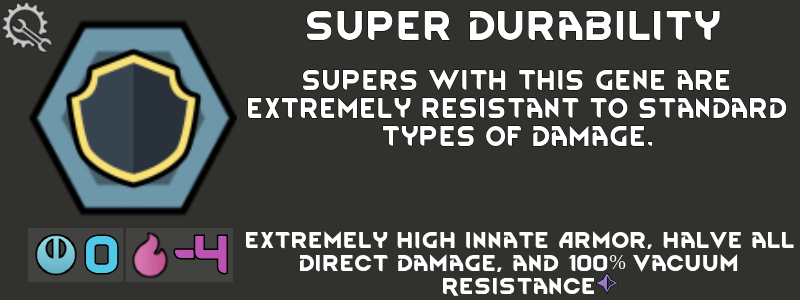 SUPER DURABILITY
SUPERS WITH THIS GENE ARE
EXTREMELY RESISTANT TO STANDARD
TYPES OF DAMAGE.
0 -4
EXTREMELY HIGH INNATE ARMOR, HALVE ALL
DIRECT DAMAGE, AND 100% VACUUM
RESISTANCE